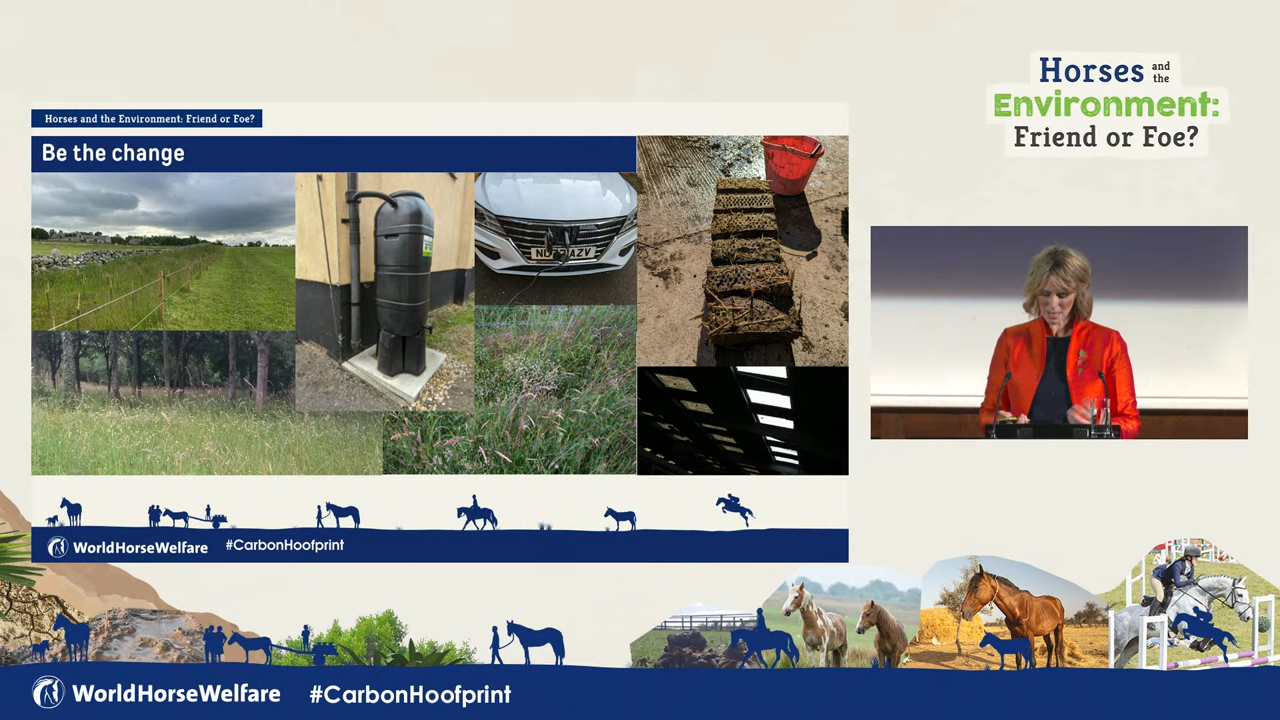 Horses and the
Environment:
Friend or Foe?
Horses and the Environment: Friend or Foe?
Be the change
WorldHorseWelfare
#CarbonHoofprint
WorldHorseWelfare
#CarbonHoofprint